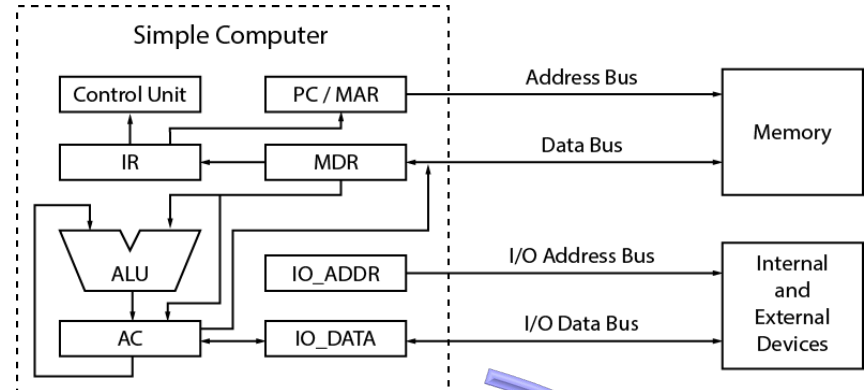 Simple Computer
Control Unit
PC / MAR
Address Bus
Memory
IR
MDR
Data Bus
ALU
IO_ADDR
I/O Address Bus
Internal
and
External
Devices
AC
IO_DATA
I/O Data Bus